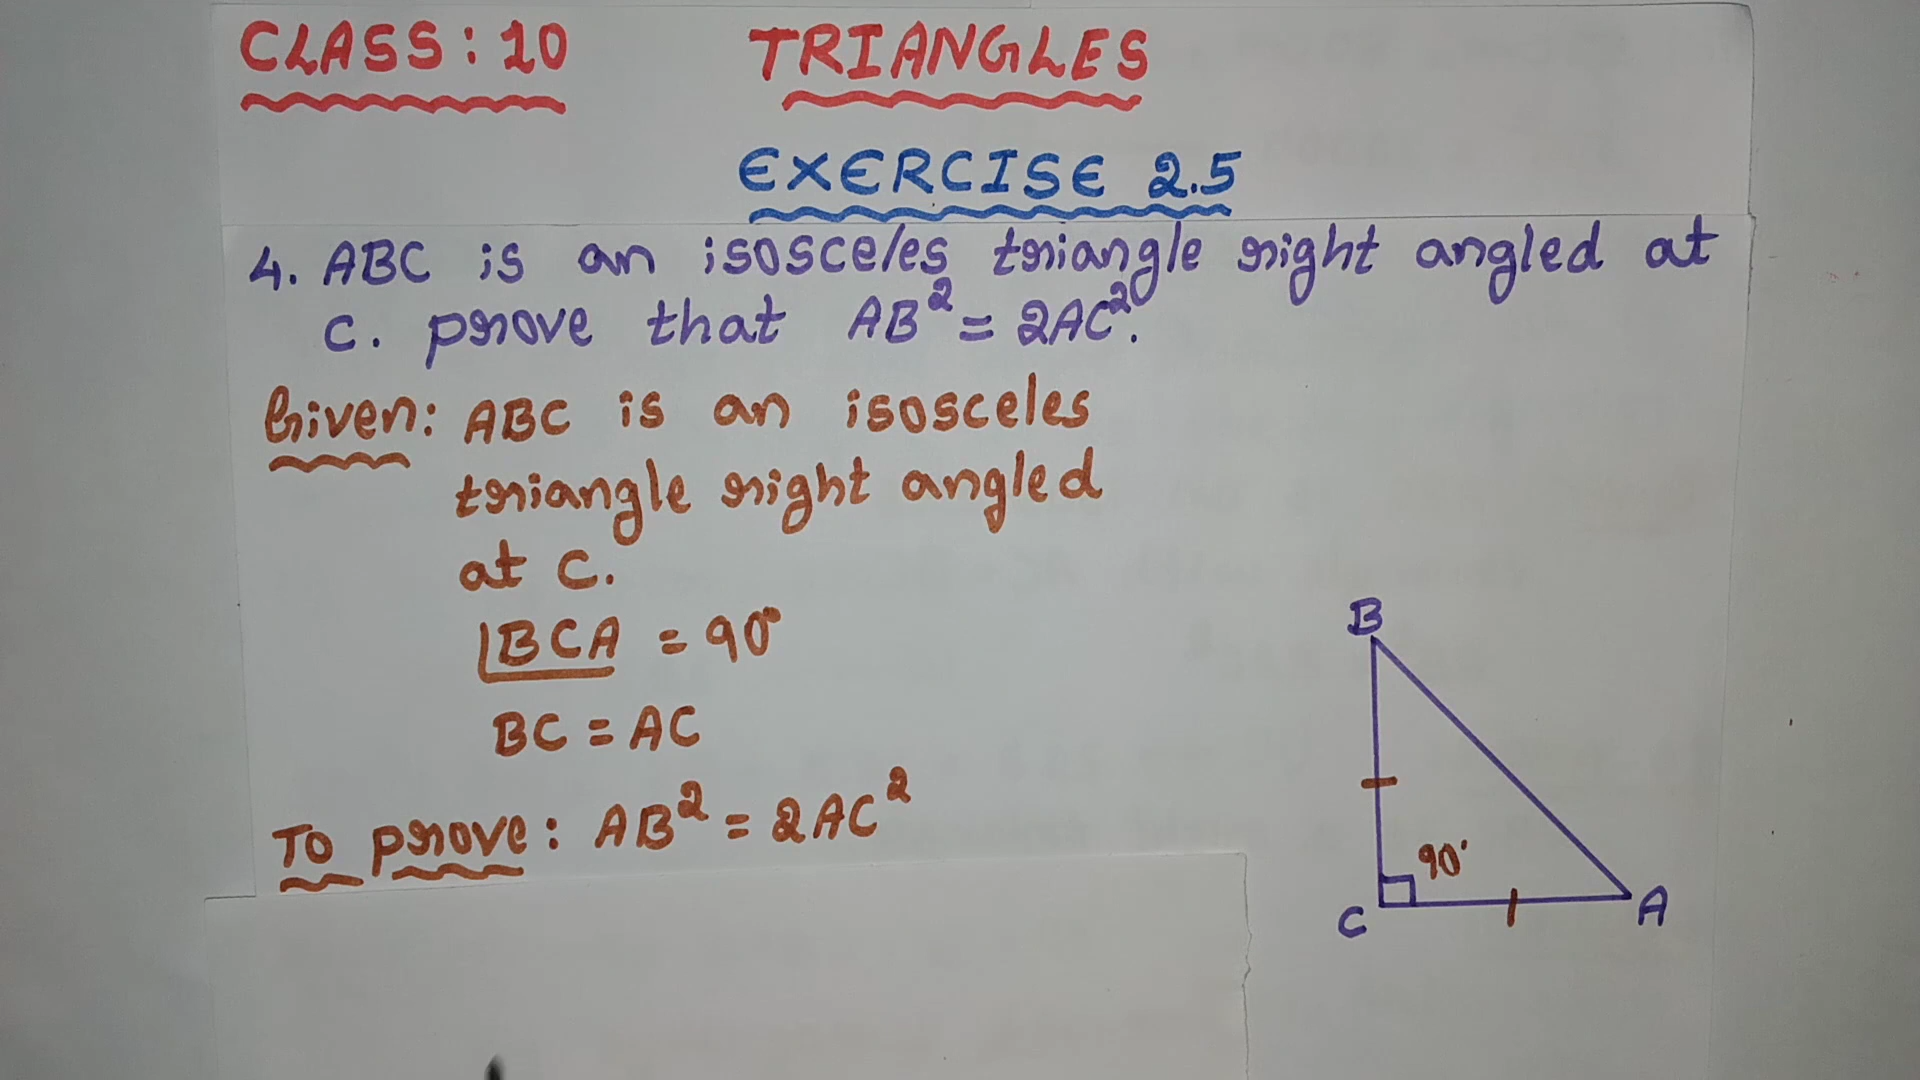 CLASS: 10 TRIANGLES
EXERCISE 2.5
4. ABC is an isosceles triangle right angled at
C. prove that AB² = 2AC².
Given: ABC is an isosceles
triangle right angled
at C.
∠BCA = 90°
BC = AC
To prove: AB² = 2AC²
B
90°
C
A